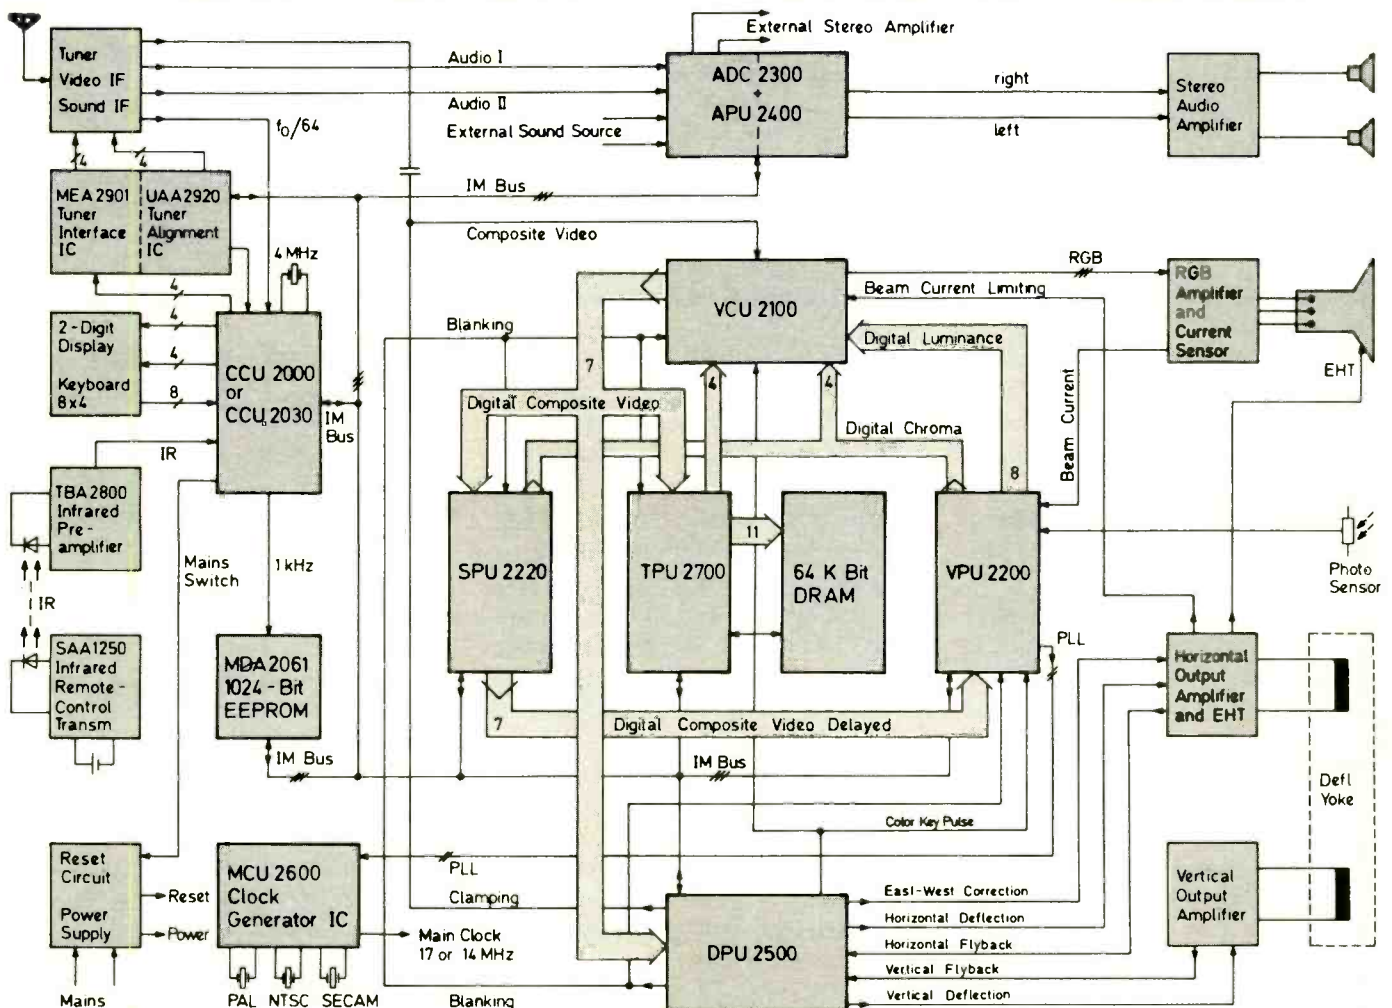 External Stereo Amplifier
Tuner
Video IF
Sound IF
Audio I
Audio II
External Sound Source
ADC 2300
+
APU 2400
right
left
Stereo
Audio
Amplifier
f0/64
4
4
MEA2901
Tuner
Interface
IC
UAA2920
Tuner
Alignment
IC
IM Bus
Composite Video
4 MHz
4
2-Digit
Display
Keyboard
8x4
4
4
8
CCU 2000
or
CCU 2030
IM
Bus
IR
Blanking
7
VCU 2100
RGB
Beam Current Limiting
Digital Luminance
RGB
Amplifier
and
Current
Sensor
EHT
Digital Composite Video
4
4
Digital Chroma
8
Beam Current
TBA2800
Infrared
Pre-
amplifier
IR
Mains
Switch
1kHz
SPU 2220
TPU 2700
11
64 K Bit
DRAM
VPU 2200
Photo
Sensor
SAA1250
Infrared
Remote-
Control
Transm
MDA 2061
1024-Bit
EEPROM
PLL
Horizontal
Output
Amplifier
and EHT
7
Digital Composite Video Delayed
IM Bus
IM Bus
Defl
Yoke
Color Key Pulse
Reset
Circuit
Power
Supply
Reset
Power
Mains
MCU 2600
Clock
Generator IC
PLL
Clamping
Main Clock
17 or 14 MHz
PAL NTSC SECAM
Blanking
DPU 2500
East-West Correction
Horizontal Deflection
Horizontal Flyback
Vertical Flyback
Vertical Deflection
Vertical
Output
Amplifier